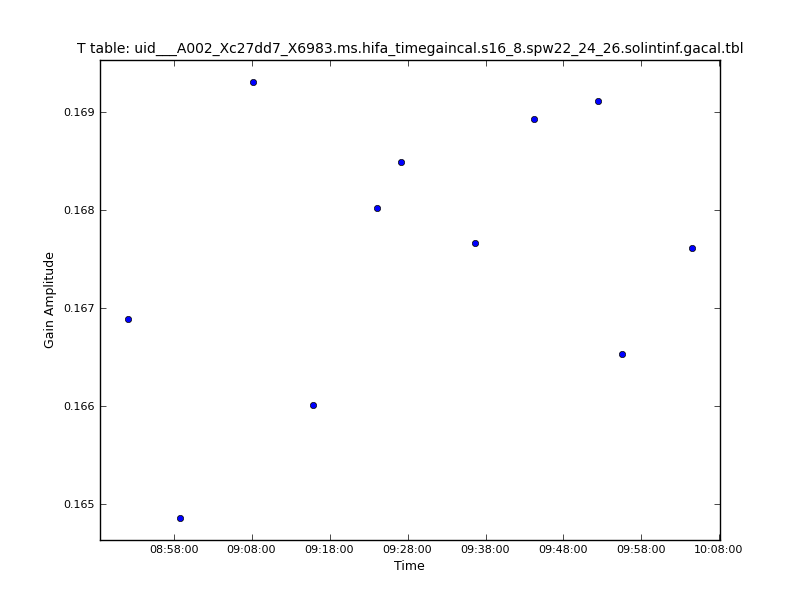 T table: uid___A002_Xc27dd7_X6983.ms.hifa_timegaincal.s16_8.spw22_24_26.solintinf.gacal.tbl
0.169
0.168
0.167
0.166
0.165
Gain Amplitude
08:58:00 09:08:00 09:18:00 09:28:00 09:38:00 09:48:00 09:58:00 10:08:00
Time